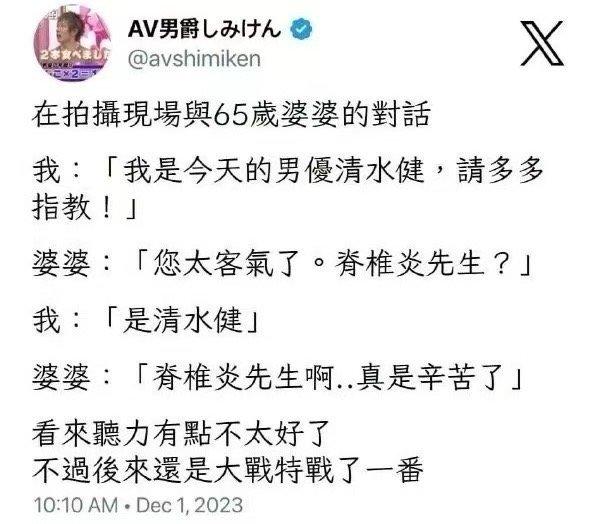 AV男爵しみけん
@avshimiken
在拍攝現場與65歲婆婆的對話
我：「我是今天的男優清水健，請多多
指教！」
婆婆：「您太客氣了。脊椎炎先生？」
我：「是清水健」
婆婆：「脊椎炎先生啊..真是辛苦了」
看來聽力有點不太好了
不過後來還是大戰特戰了一番
10:10 AM • Dec 1, 2023